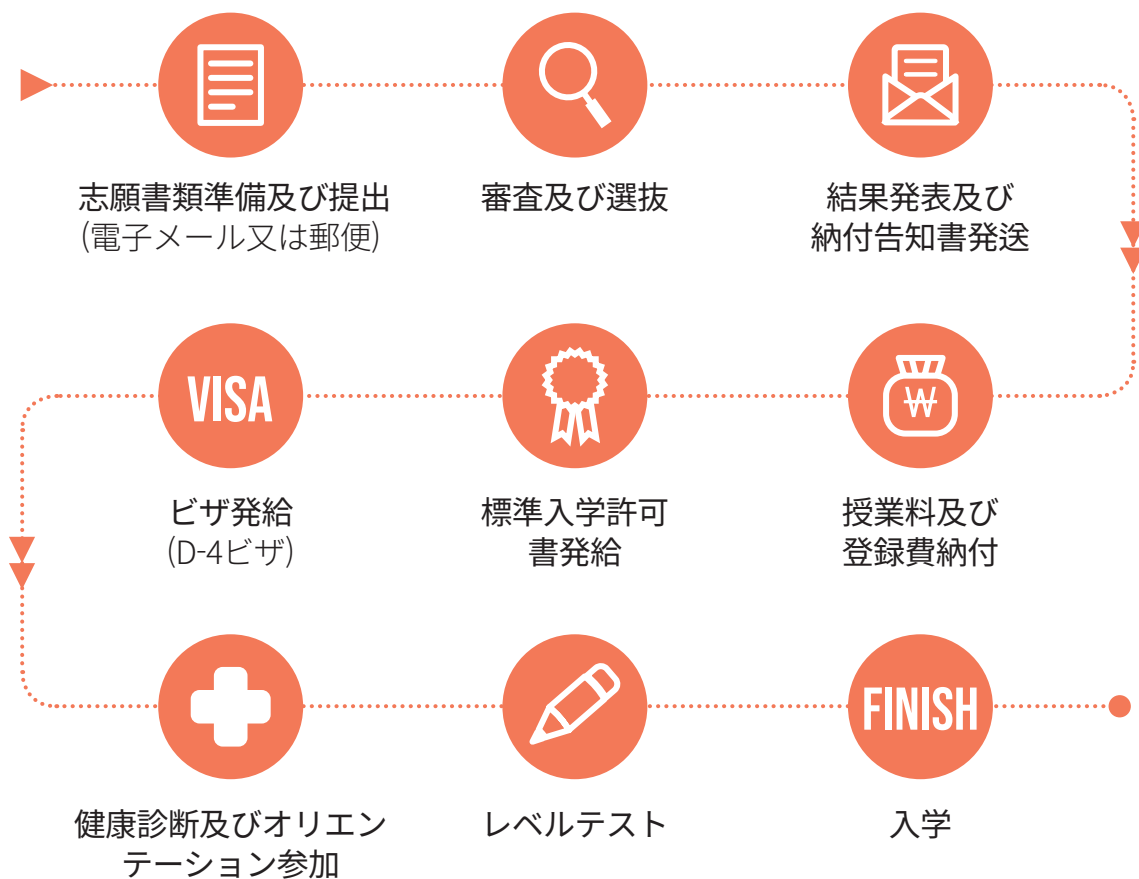 志願書類準備及び提出
(電子メール又は郵便)
審査及び選抜
結果発表及び
納付告知書発送
₩
授業料及び
登録費納付
標準入学許可
書発給
VISA
ビザ発給
(D-4ビザ)
健康診断及びオリエン
テーション参加
レベルテスト
FINISH
入学